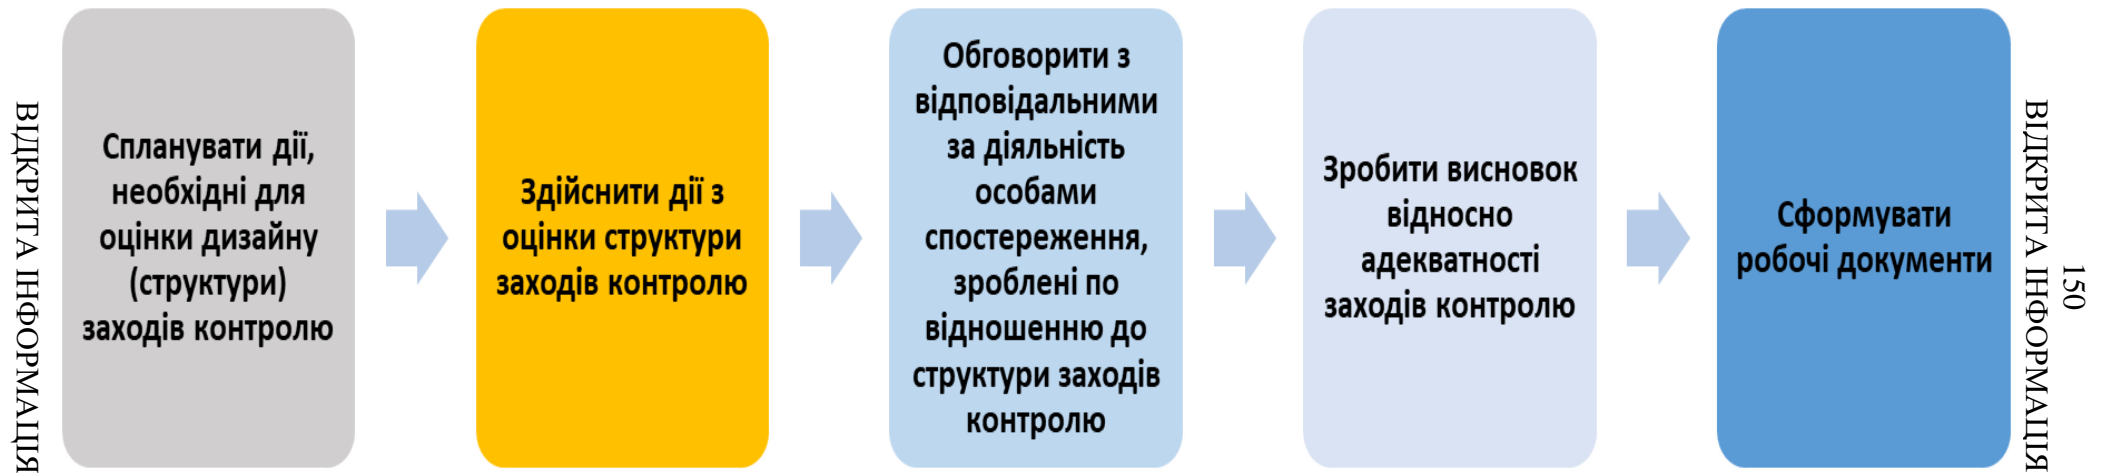 ВІДКРИТА ІНФОРМАЦІЯ
Спланувати дії,
необхідні для
оцінки дизайну
(структури)
заходів контролю
Здійснити дії з
оцінки структури
заходів контролю
Обговорити з
відповідальними
за діяльність
особами
спостереження,
зроблені по
відношенню до
структури заходів
контролю
Зробити висновок
відносно
адекватності
заходів контролю
Сформувати
робочі документи
150
ВІДКРИТА ІНФОРМАЦІЯ